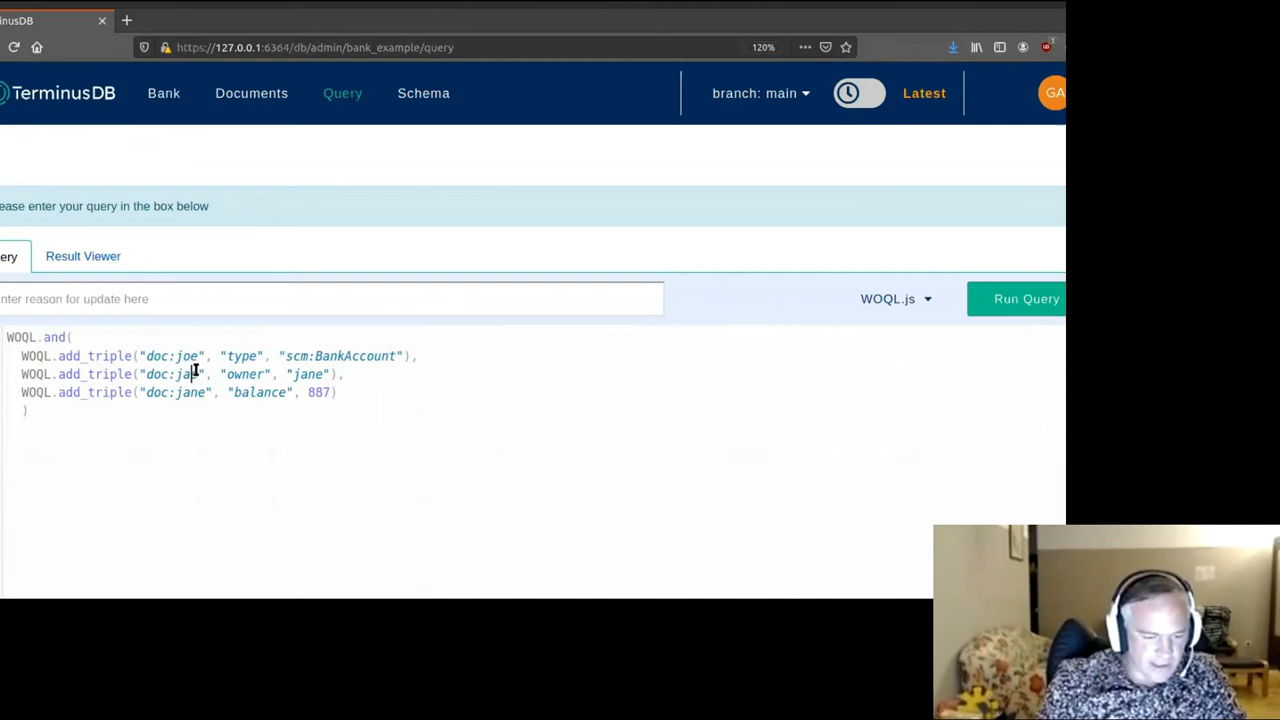 inusDB
https://127.0.0.1:6364/db/admin/bank_example/query
120%
TerminusDB
Bank
Documents
Query
Schema
branch: main
Latest
GA
ease enter your query in the box below
ery
Result Viewer
nter reason for update here
WOQL.js
Run Query
WOQL.and(
WOQL.add_triple("doc:joe", "type", "scm:BankAccount"),
WOQL.add_triple("doc:ja", "owner", "jane"),
WOQL.add_triple("doc:jane", "balance", 887)
)